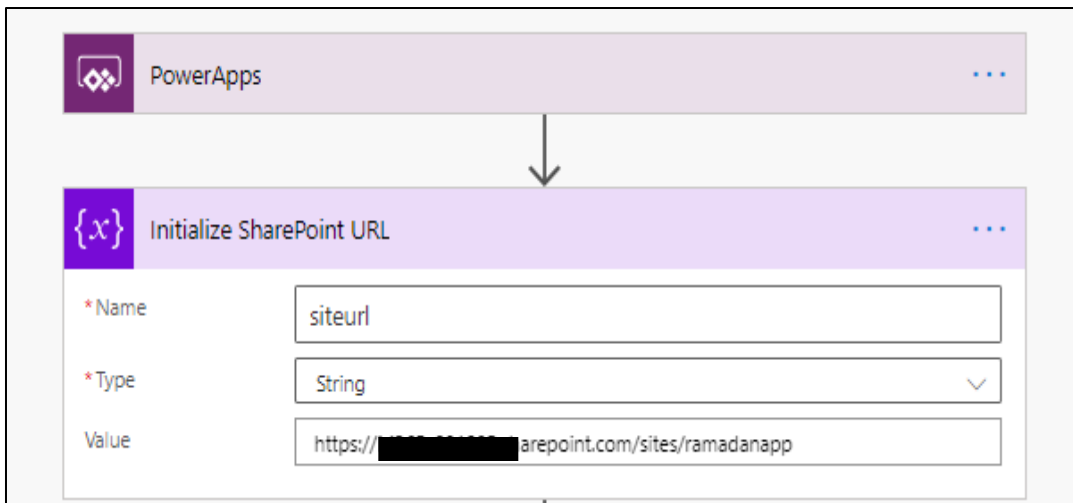 PowerApps
{x} Initialize SharePoint URL
*Name siteurl
*Type String
Value https:// arepoint.com/sites/ramadanapp